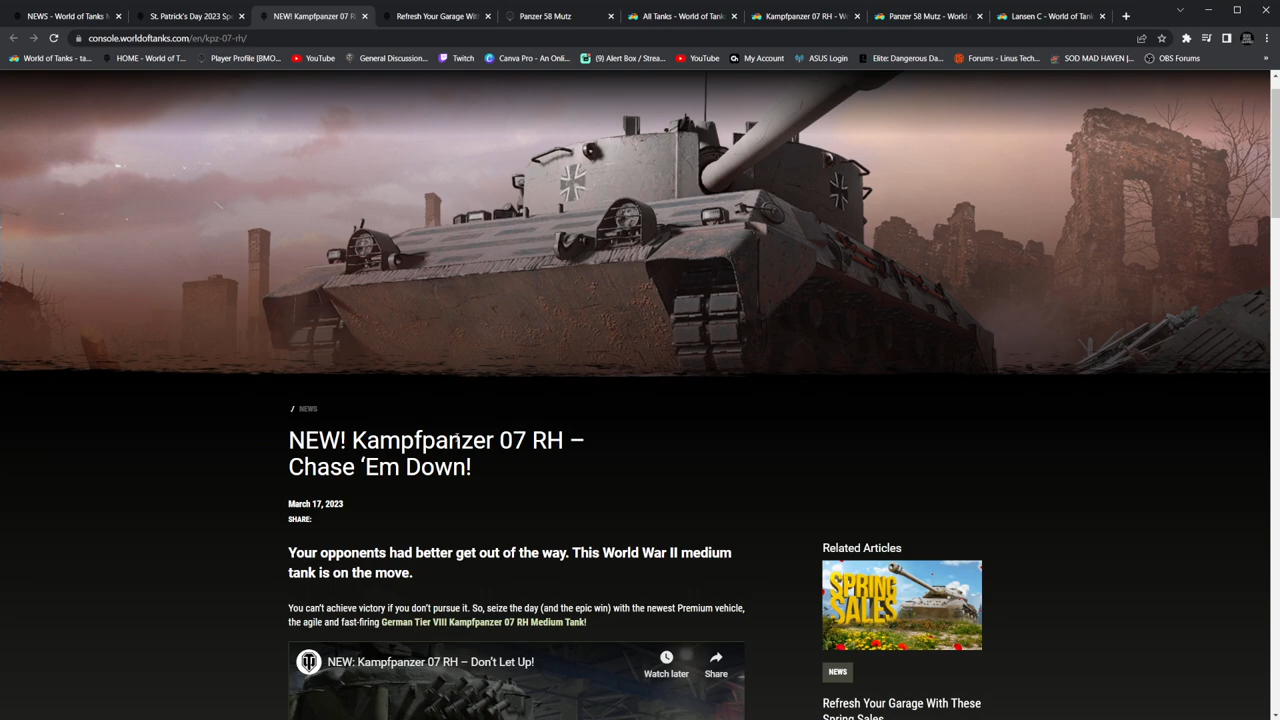 NEWS - World of Tanks M
St. Patrick's Day 2023 Spe
NEW! Kampfpanzer 07 R
Refresh Your Garage With
Panzer 58 Mutz
All Tanks - World of Tanks
Kampfpanzer 07 RH - W
Panzer 58 Mutz - World
Lansen C - World of Tank
console.worldoftanks.com/en/kpz-07-rh/
World of Tanks - ta...
HOME - World of T...
Player Profile [BMO...
YouTube
General Discussion...
Twitch
Canva Pro - An Onli...
(9) Alert Box / Strea...
YouTube
My Account
ASUS Login
Elite: Dangerous Da...
Forums - Linus Tech...
SOD MAD HAVEN |...
OBS Forums
»
/ NEWS
NEW! Kampfpanzer 07 RH –
Chase ‘Em Down!
March 17, 2023
SHARE:
Your opponents had better get out of the way. This World War II medium
tank is on the move.
You can’t achieve victory if you don’t pursue it. So, seize the day (and the epic win) with the newest Premium vehicle,
the agile and fast-firing German Tier VIII Kampfpanzer 07 RH Medium Tank!
NEW: Kampfpanzer 07 RH – Don't Let Up!
Watch later
Share
Related Articles
SPRING
SALES
NEWS
Refresh Your Garage With These
Spring Sales